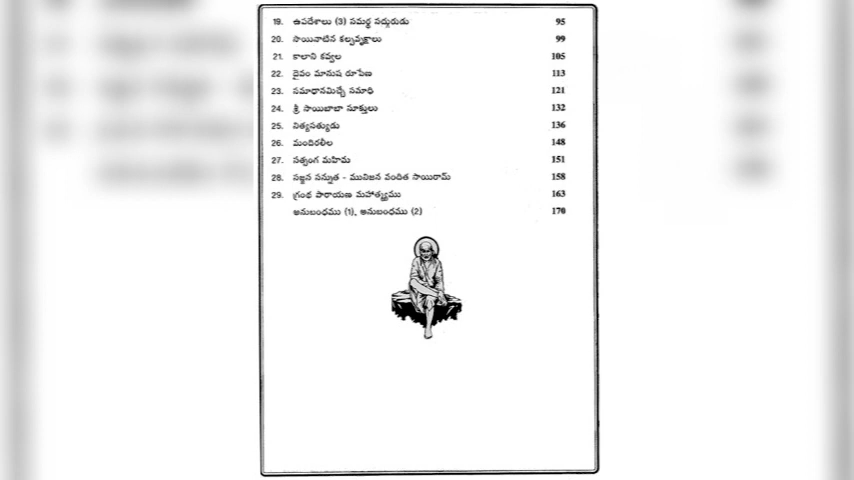 19. ఉపదేశాలు (3) సమర్థ సద్గురుడు 95
20. సాయినాటిన కల్పవృక్షాలు 99
21. కాలాని కవ్వల 105
22. దైవం మానుష రూపేణ 113
23. సమాధానమిచ్చే సమాధి 121
24. శ్రీ సాయిబాబా సూక్తులు 132
25. నిత్యసత్యుడు 136
26. మందిరలీల 148
27. సత్సంగ మహిమ 151
28. సజ్జన సన్నుత - మునిజన వందిత సాయిరామ్ 158
29. గ్రంథ పారాయణ మహాత్మ్యము 163
అనుబంధము (1), అనుబంధము (2) 170